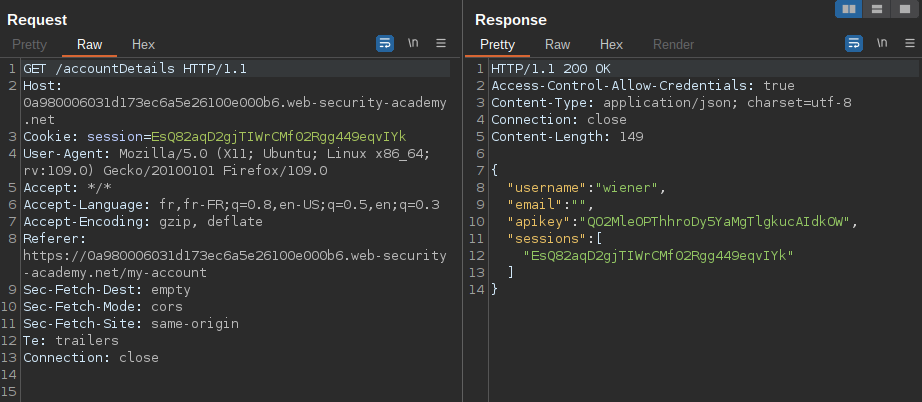 Request
Pretty Raw Hex
\n
1 GET /accountDetails HTTP/1.1
2 Host:
0a980006031d173ec6a5e26100e000b6.web-security-academy
.net
3 Cookie: session=EsQ82aqD2gjTIWrCMfO2Rgg449eqvIYk
4 User-Agent: Mozilla/5.0 (X11; Ubuntu; Linux x86_64;
rv:109.0) Gecko/20100101 Firefox/109.0
5 Accept: */*
6 Accept-Language: fr,fr-FR;q=0.8,en-US;q=0.5,en;q=0.3
7 Accept-Encoding: gzip, deflate
8 Referer:
https://0a980006031d173ec6a5e26100e000b6.web-security
-academy.net/my-account
9 Sec-Fetch-Dest: empty
10 Sec-Fetch-Mode: cors
11 Sec-Fetch-Site: same-origin
12 Te: trailers
13 Connection: close
14
15
Response
Pretty Raw Hex Render
\n
1 HTTP/1.1 200 OK
2 Access-Control-Allow-Credentials: true
3 Content-Type: application/json; charset=utf-8
4 Connection: close
5 Content-Length: 149
6
7 {
8 "username":"wiener",
9 "email":"",
10 "apikey":"QO2MleOPThhroDy5YaMgTlgkucAIdkOW",
11 "sessions":[
12 "EsQ82aqD2gjTIWrCMfO2Rgg449eqvIYk"
13 ]
14 }